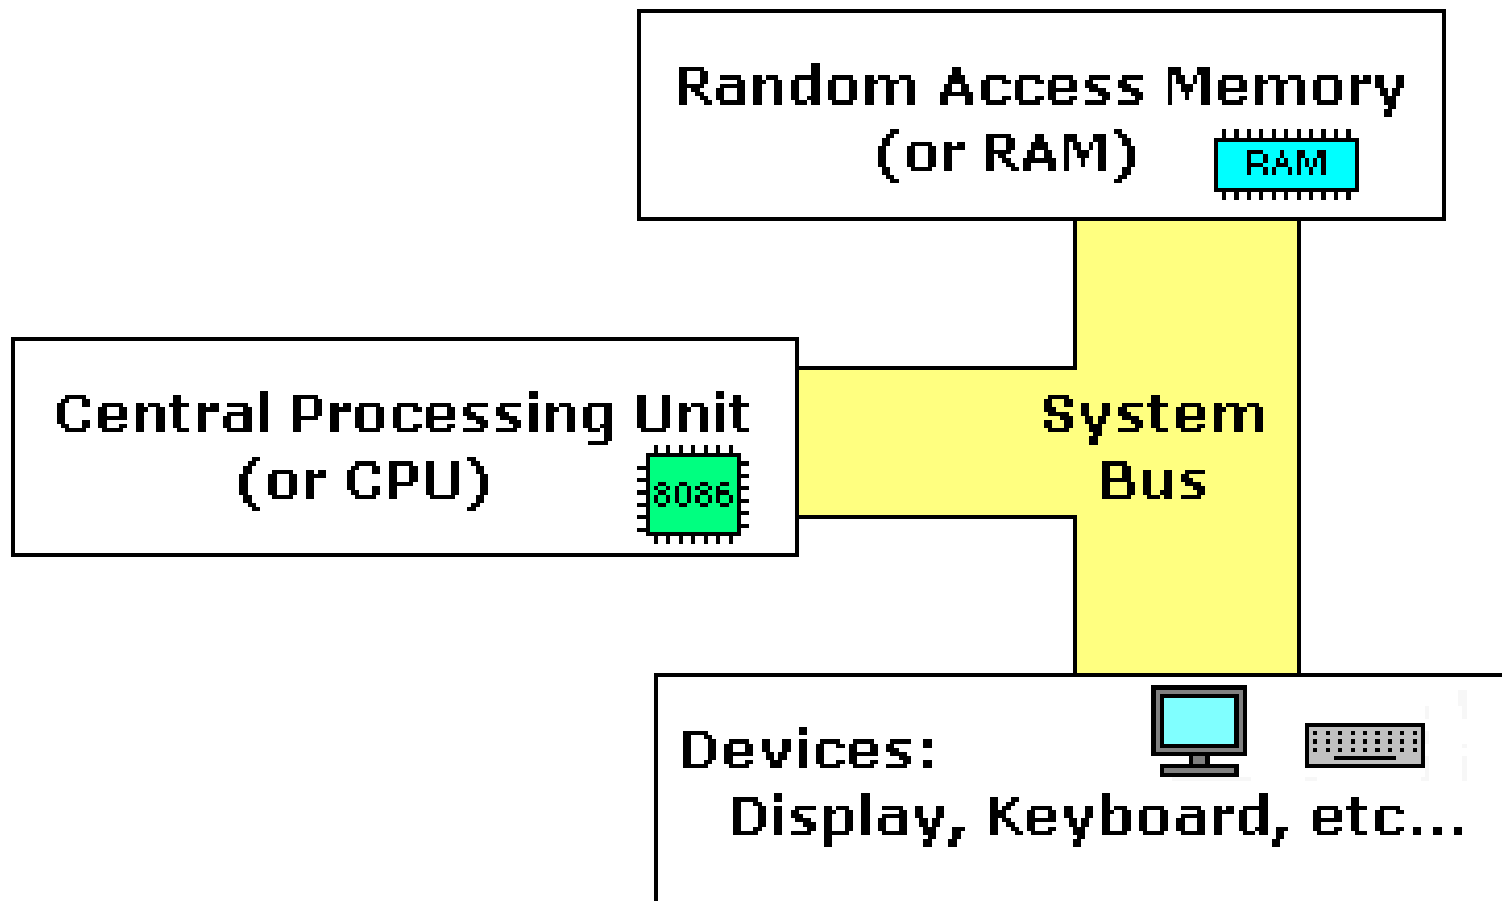 Random Access Memory
(or RAM)
RAM
Central Processing Unit
(or CPU)
8086
System
Bus
Devices:
Display, Keyboard, etc...